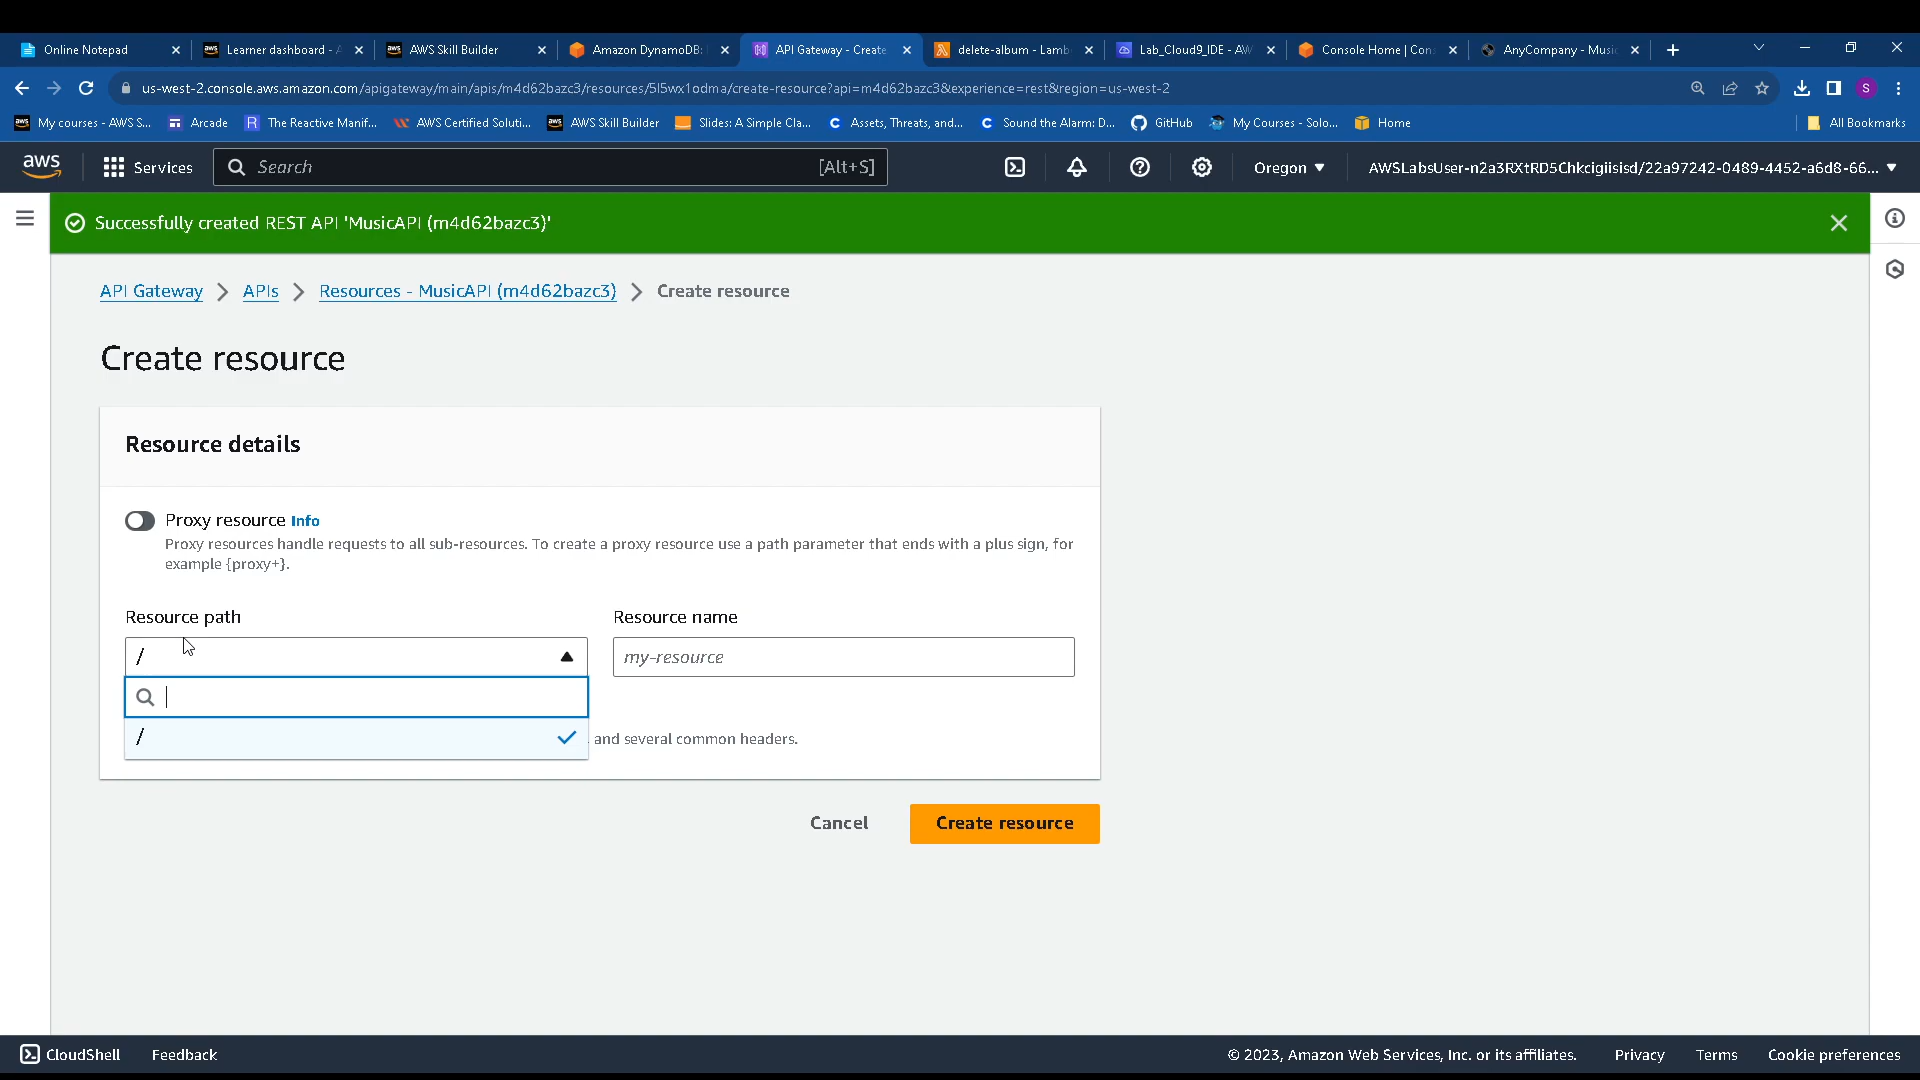 Online Notepad
Learner dashboard - A
AWS Skill Builder
Amazon DynamoDB:
API Gateway - Create
delete-album - Lamb
Lab_Cloud9_IDE - AW
Console Home | Con
AnyCompany - Music
us-west-2.console.aws.amazon.com/apigateway/main/apis/m4d62bazc3/resources/5l5wx1odma/create-resource?api=m4d62bazc3&experience=rest&region=us-west-2
S
My courses - AWS S...
Arcade
The Reactive Manif...
AWS Certified Soluti...
AWS Skill Builder
Slides: A Simple Cla...
Assets, Threats, and...
Sound the Alarm: D...
GitHub
My Courses - Solo...
Home
All Bookmarks
aws
Services
Search
[Alt+S]
Oregon
AWSLabsUser-n2a3RXtRD5Chkcigiisisd/22a97242-0489-4452-a6d8-66...
Successfully created REST API 'MusicAPI (m4d62bazc3)'
API Gateway > APIs > Resources - MusicAPI (m4d62bazc3) > Create resource
Create resource
Resource details
Proxy resource Info
Proxy resources handle requests to all sub-resources. To create a proxy resource use a path parameter that ends with a plus sign, for
example {proxy+}.
Resource path
Resource name
/
my-resource
/
and several common headers.
Cancel
Create resource
CloudShell
Feedback
© 2023, Amazon Web Services, Inc. or its affiliates.
Privacy
Terms
Cookie preferences